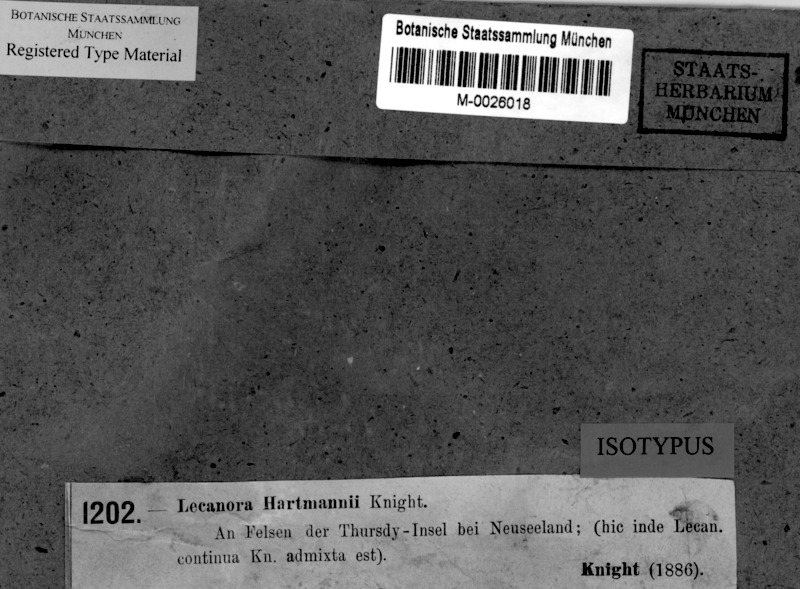 BOTANISCHE STAATSSAMMLUNG
MÜNCHEN
Registered Type Material
Botanische Staatssammlung München
M-0026018
STAATS-
HERBARIUM
MÜNCHEN
ISOTYPUS
1202. — Lecanora Hartmannii Knight.
An Felsen der Thursdy-Insel bei Neuseeland; (hic inde Lecan.
continua Kn. admixta est).
Knight (1886).